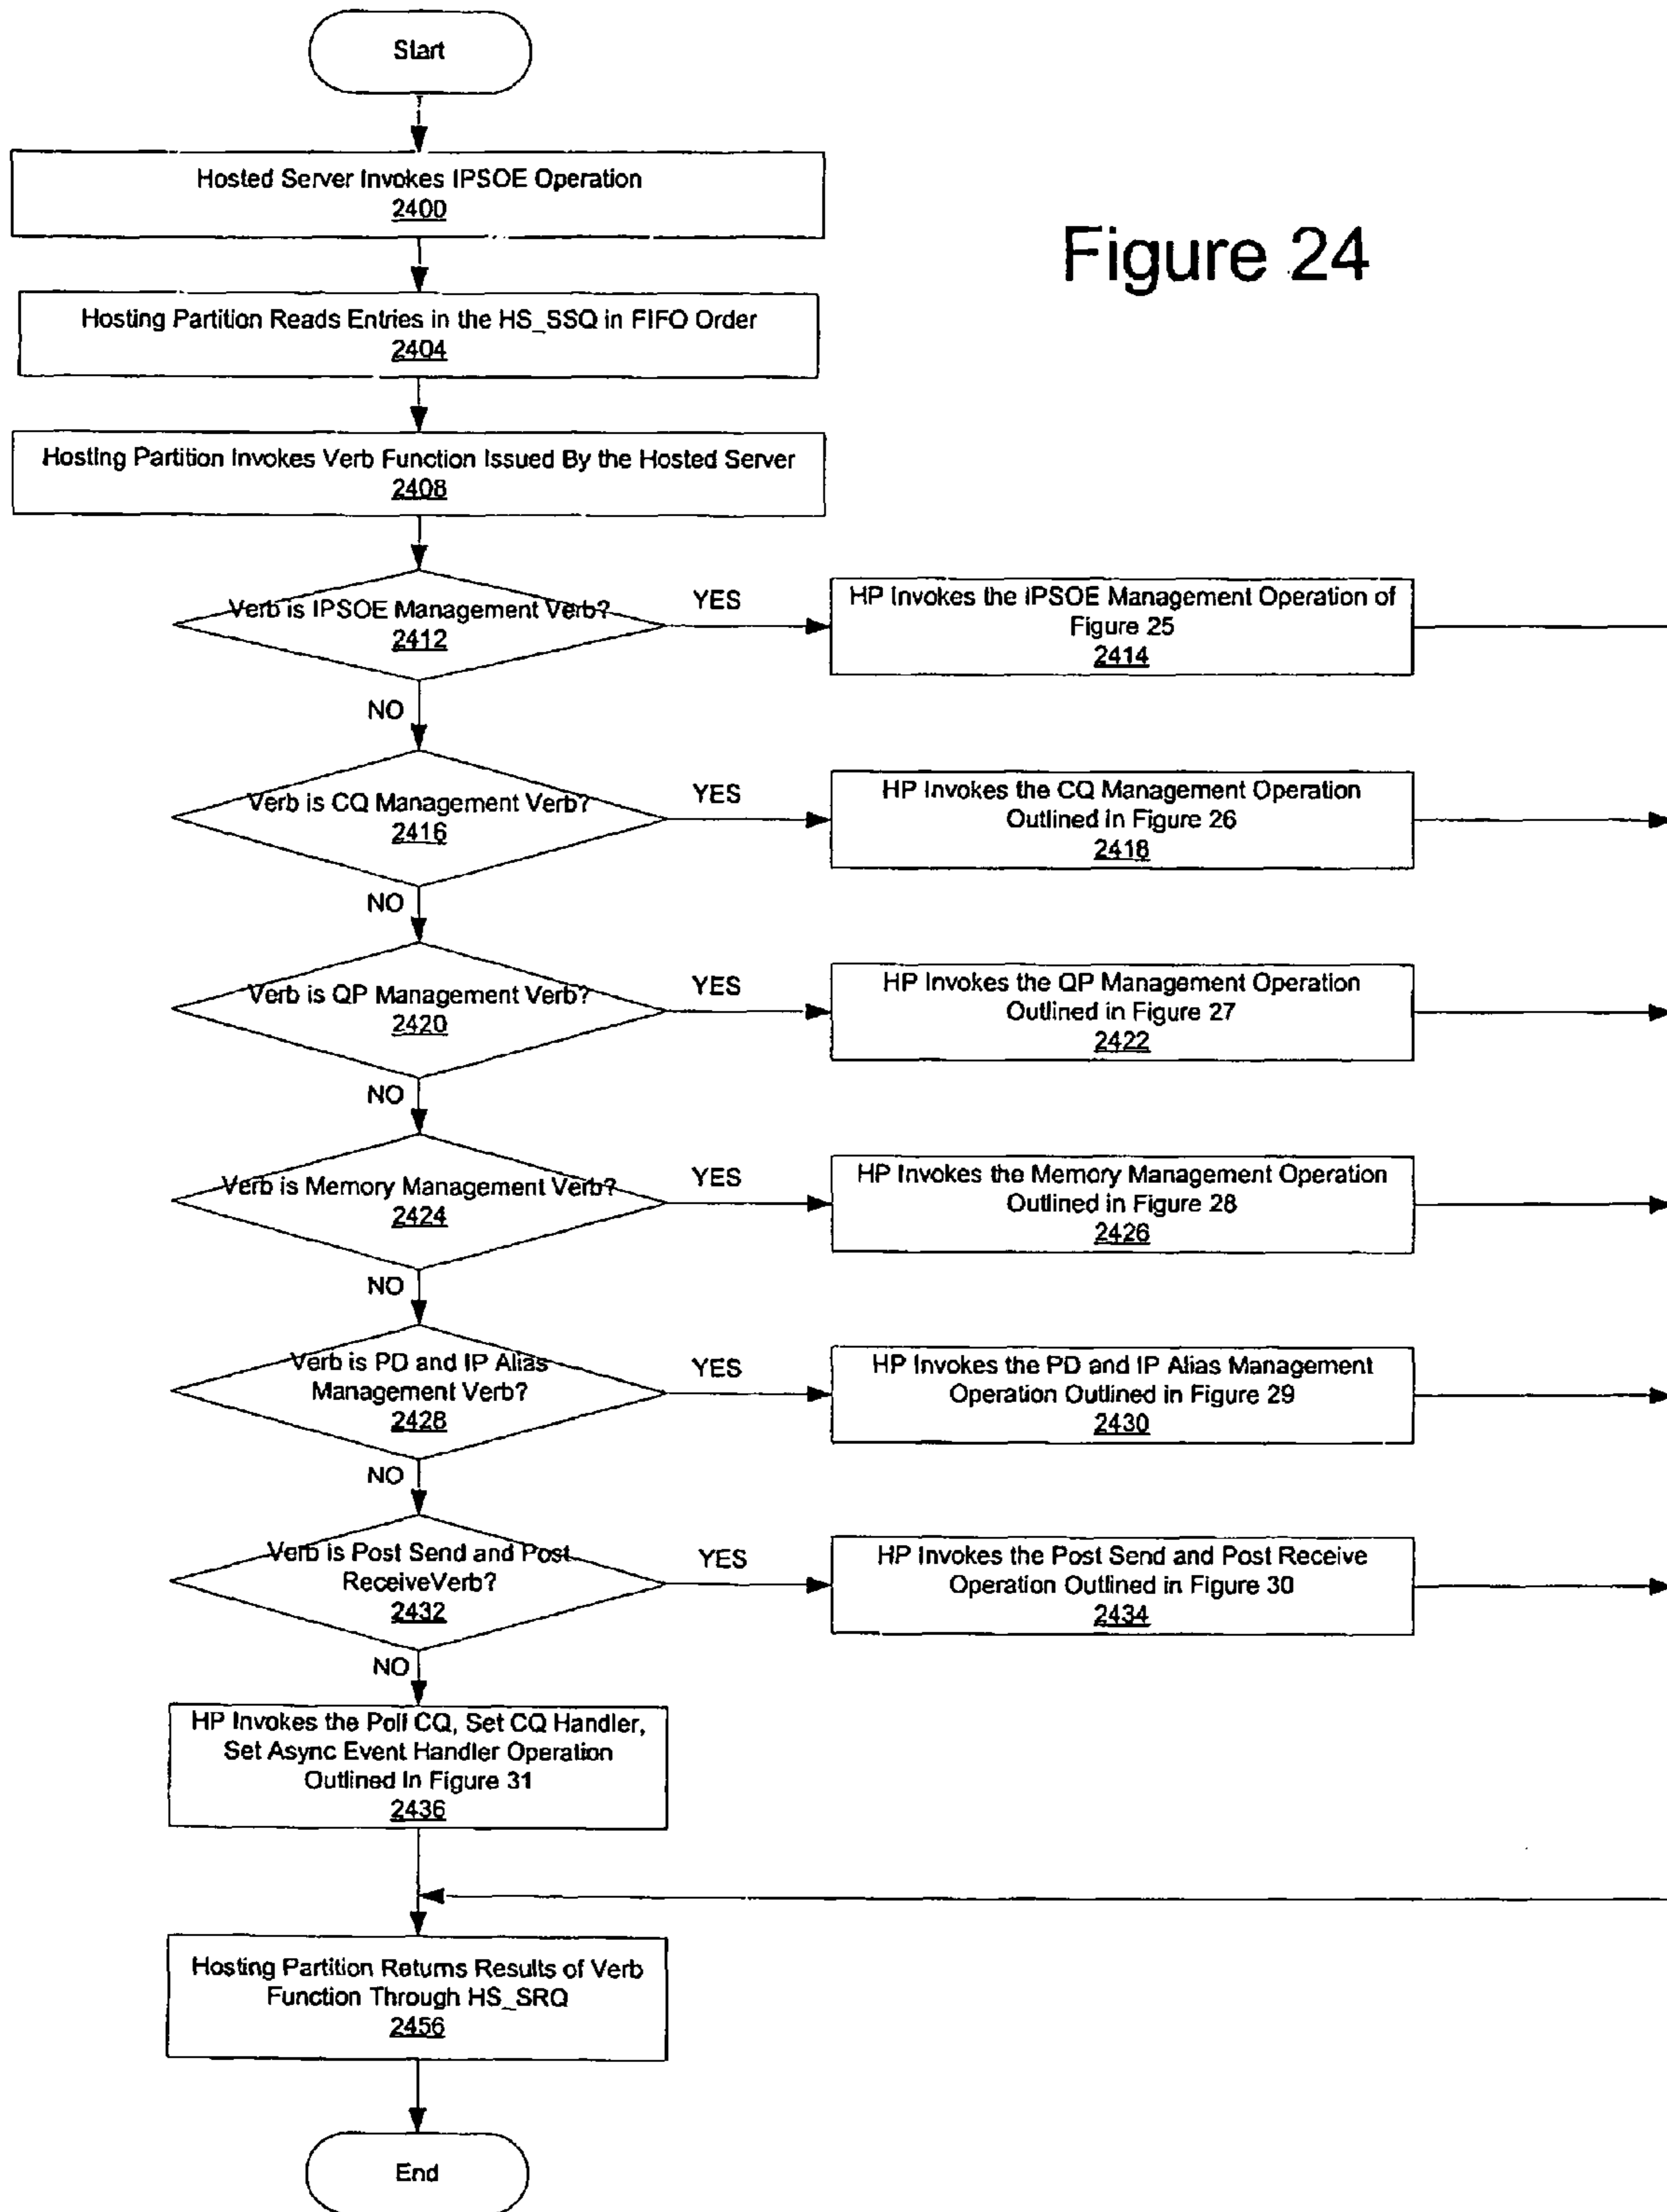 Start
Hosted Server Invokes IPSOE Operation
2400
Figure 24
Hosting Partition Reads Entries in the HS_SSQ in FIFO Order
2404
Hosting Partition Invokes Verb Function Issued By the Hosted Server
2408
Verb is IPSOE Management Verb?
2412
YES
HP Invokes the IPSOE Management Operation of
Figure 25
2414
NO
Verb is CQ Management Verb?
2416
YES
HP Invokes the CQ Management Operation
Outlined In Figure 26
2418
NO
Verb is QP Management Verb?
2420
YES
HP Invokes the QP Management Operation
Outlined in Figure 27
2422
NO
Verb is Memory Management Verb?
2424
YES
HP Invokes the Memory Management Operation
Outlined in Figure 28
2426
NO
Verb is PD and IP Alias
Management Verb?
2428
YES
HP Invokes the PD and IP Alias Management
Operation Outlined in Figure 29
2430
NO
Verb is Post Send and Post
ReceiveVerb?
2432
YES
HP Invokes the Post Send and Post Receive
Operation Outlined in Figure 30
2434
NO
HP Invokes the Poll CQ, Set CQ Handler,
Set Async Event Handler Operation
Outlined In Figure 31
2436
Hosting Partition Returns Results of Verb
Function Through HS_SRQ
2456
End